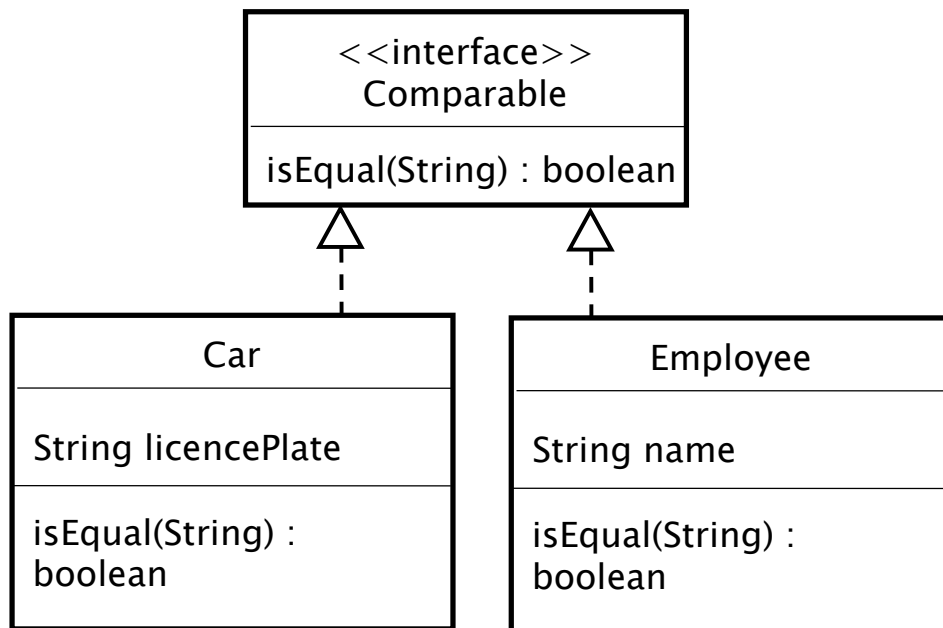 <<interface>>
Comparable
isEqual(String) : boolean
Car
String licencePlate
isEqual(String) :
boolean
Employee
String name
isEqual(String) :
boolean